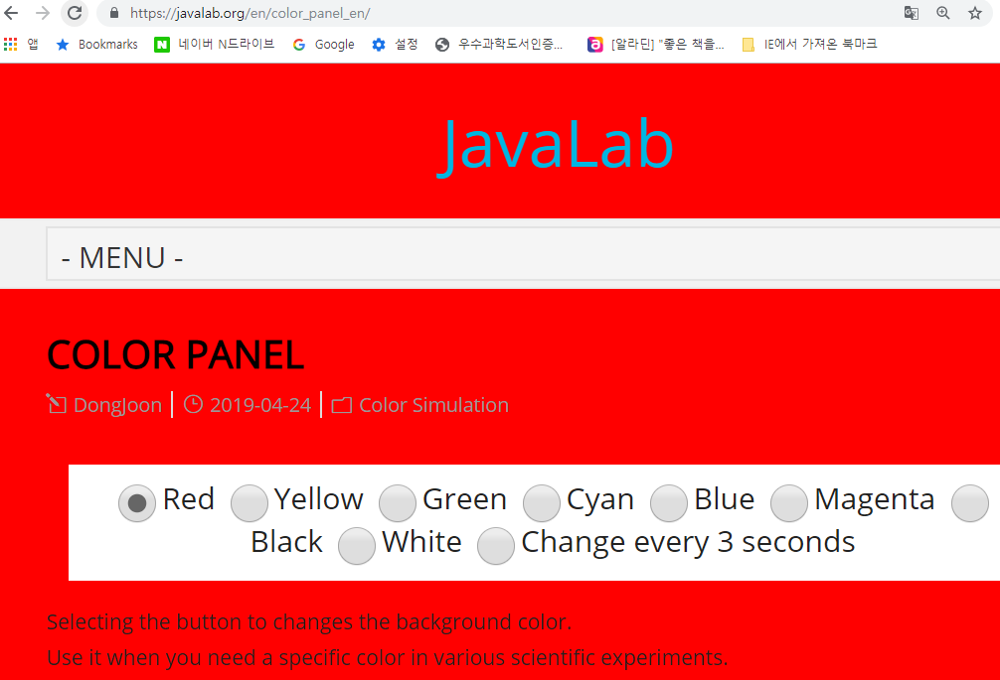 https://javalab.org/en/color_panel_en/
앱 Bookmarks 네이버 N드라이브 Google 설정 우수과학도서인증... [알라딘] "좋은 책을... IE에서 가져온 북마크
JavaLab
- MENU -
COLOR PANEL
DongJoon 2019-04-24 Color Simulation
Red Yellow Green Cyan Blue Magenta
Black White Change every 3 seconds
Selecting the button to changes the background color.
Use it when you need a specific color in various scientific experiments.